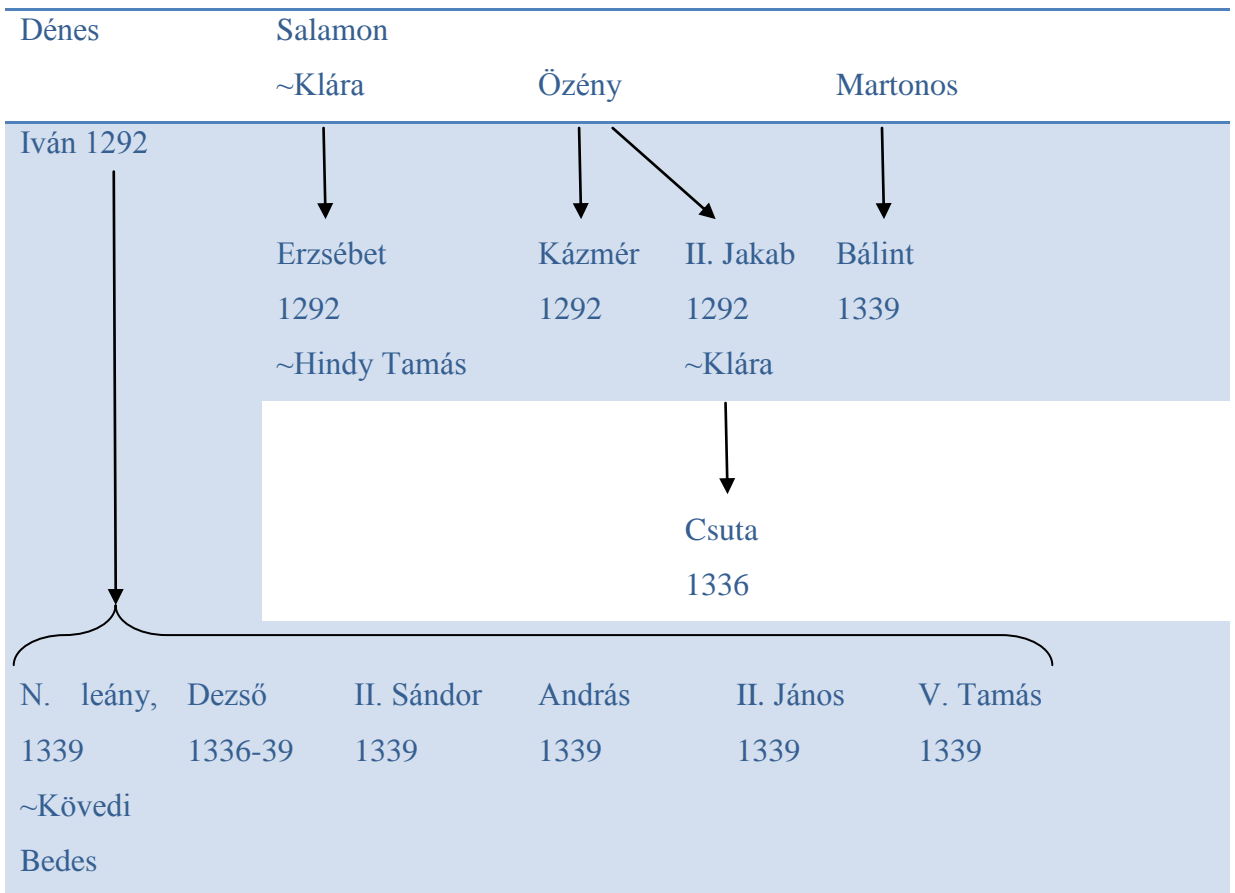 Dénes Salamon
~Klára Özény Martonos
Iván 1292
Erzsébet Kázmér II. Jakab Bálint
1292 1292 1292 1339
~Hindy Tamás ~Klára
Csuta
1336
N. leány, Dezső II. Sándor András II. János V. Tamás
1339 1336-39 1339 1339 1339 1339
~Kövedi
Bedes